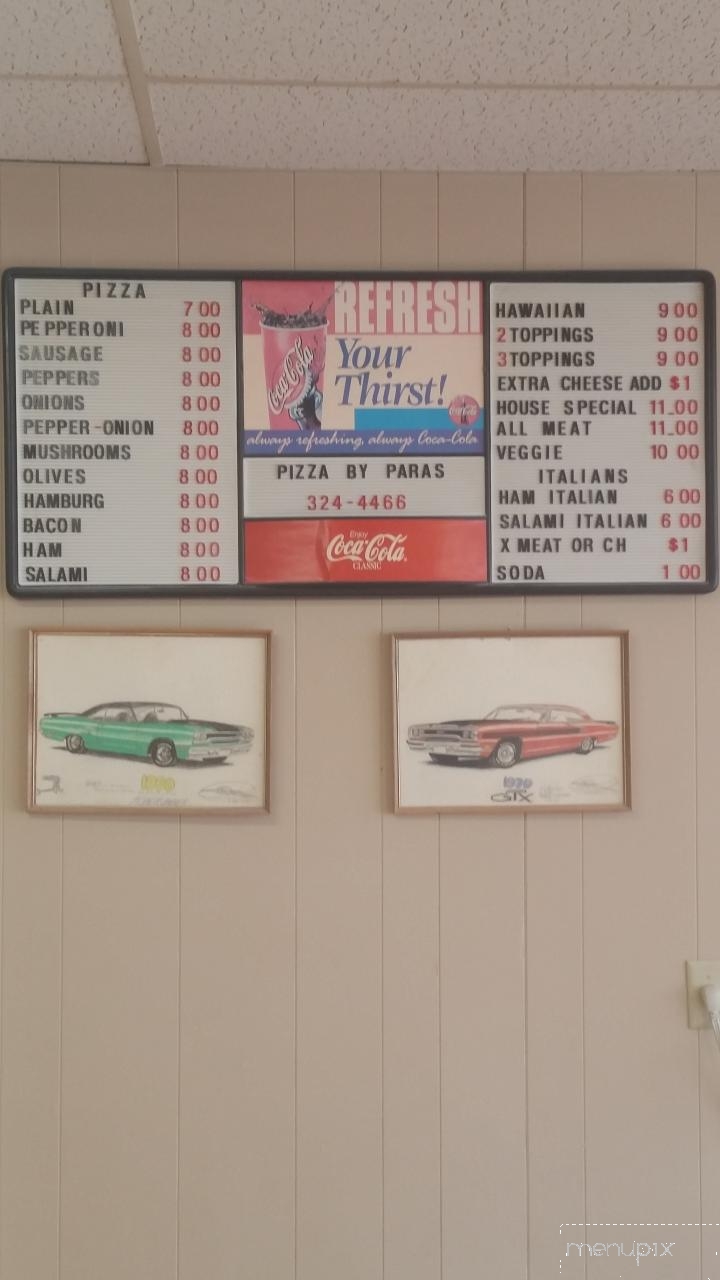 PIZZA
PLAIN 7 00
PEPPERONI 8 00
SAUSAGE 8 00
PEPPERS 8 00
ONIONS 8 00
PEPPER-ONION 8 00
MUSHROOMS 8 00
OLIVES 8 00
HAMBURG 8 00
BACON 8 00
HAM 8 00
SALAMI 8 00
REFRESH
Your
Thirst!
Coca-Cola
always refreshing, always Coca-Cola
PIZZA BY PARAS
324-4466
Enjoy
Coca-Cola
CLASSIC
HAWAIIAN 9 00
2 TOPPINGS 9 00
3 TOPPINGS 9 00
EXTRA CHEESE ADD $1
HOUSE SPECIAL 11_00
ALL MEAT 11_00
VEGGIE 10 00
ITALIANS
HAM ITALIAN 6 00
SALAMI ITALIAN 6 00
X MEAT OR CH $1
SODA 1 00
1970
1970
GTX
menupix